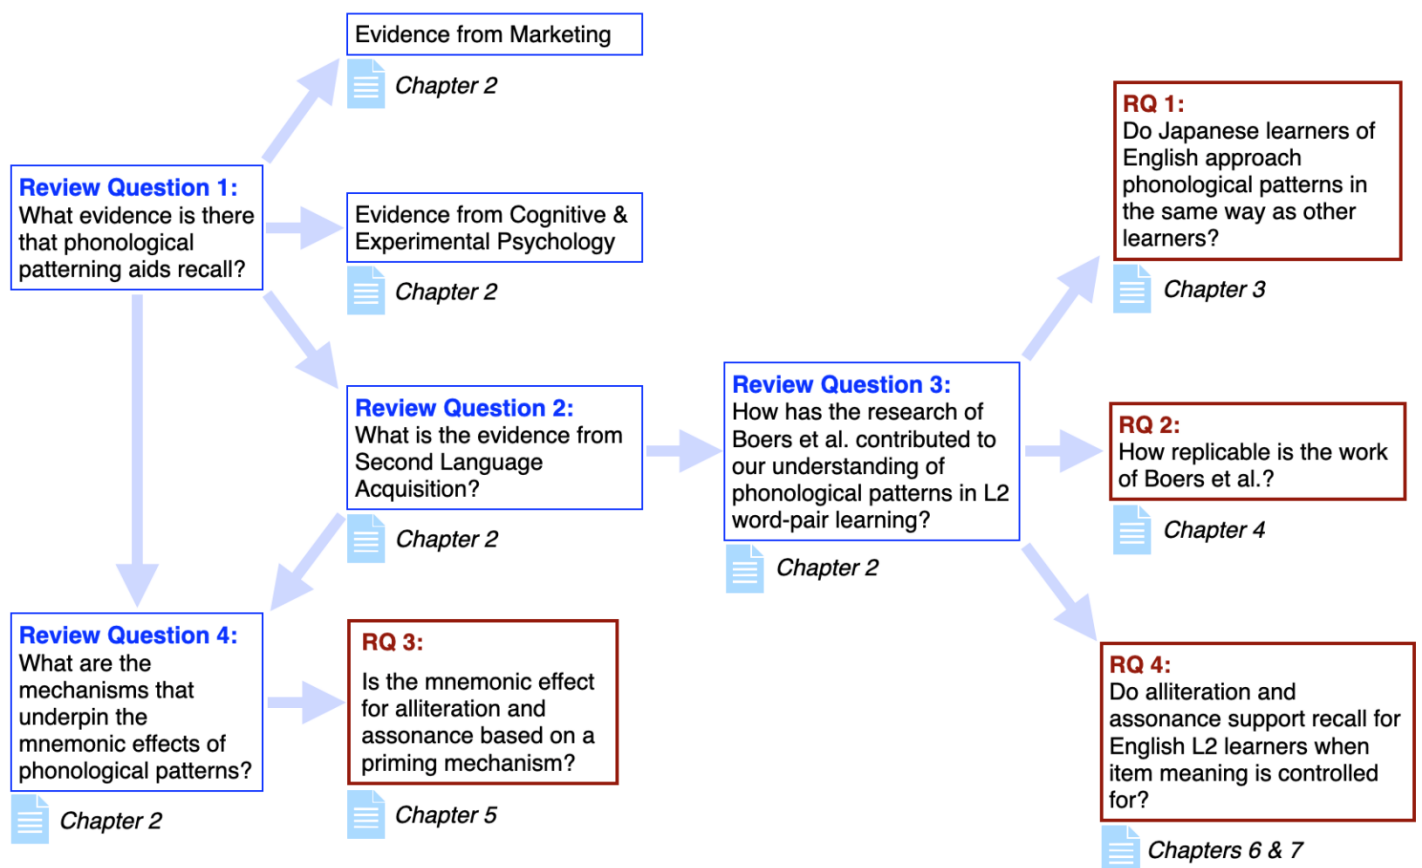 Evidence from Marketing
Chapter 2
Review Question 1:
What evidence is there
that phonological
patterning aids recall?
Evidence from Cognitive &
Experimental Psychology
Chapter 2
Review Question 2:
What is the evidence from
Second Language
Acquisition?
Chapter 2
Review Question 3:
How has the research of
Boers et al. contributed to
our understanding of
phonological patterns in L2
word-pair learning?
Chapter 2
RQ 1:
Do Japanese learners of
English approach
phonological patterns in
the same way as other
learners?
Chapter 3
RQ 2:
How replicable is the work
of Boers et al.?
Chapter 4
Review Question 4:
What are the
mechanisms that
underpin the
mnemonic effects of
phonological patterns?
Chapter 2
RQ 3:
Is the mnemonic effect
for alliteration and
assonance based on a
priming mechanism?
Chapter 5
RQ 4:
Do alliteration and
assonance support recall for
English L2 learners when
item meaning is controlled
for?
Chapters 6 & 7